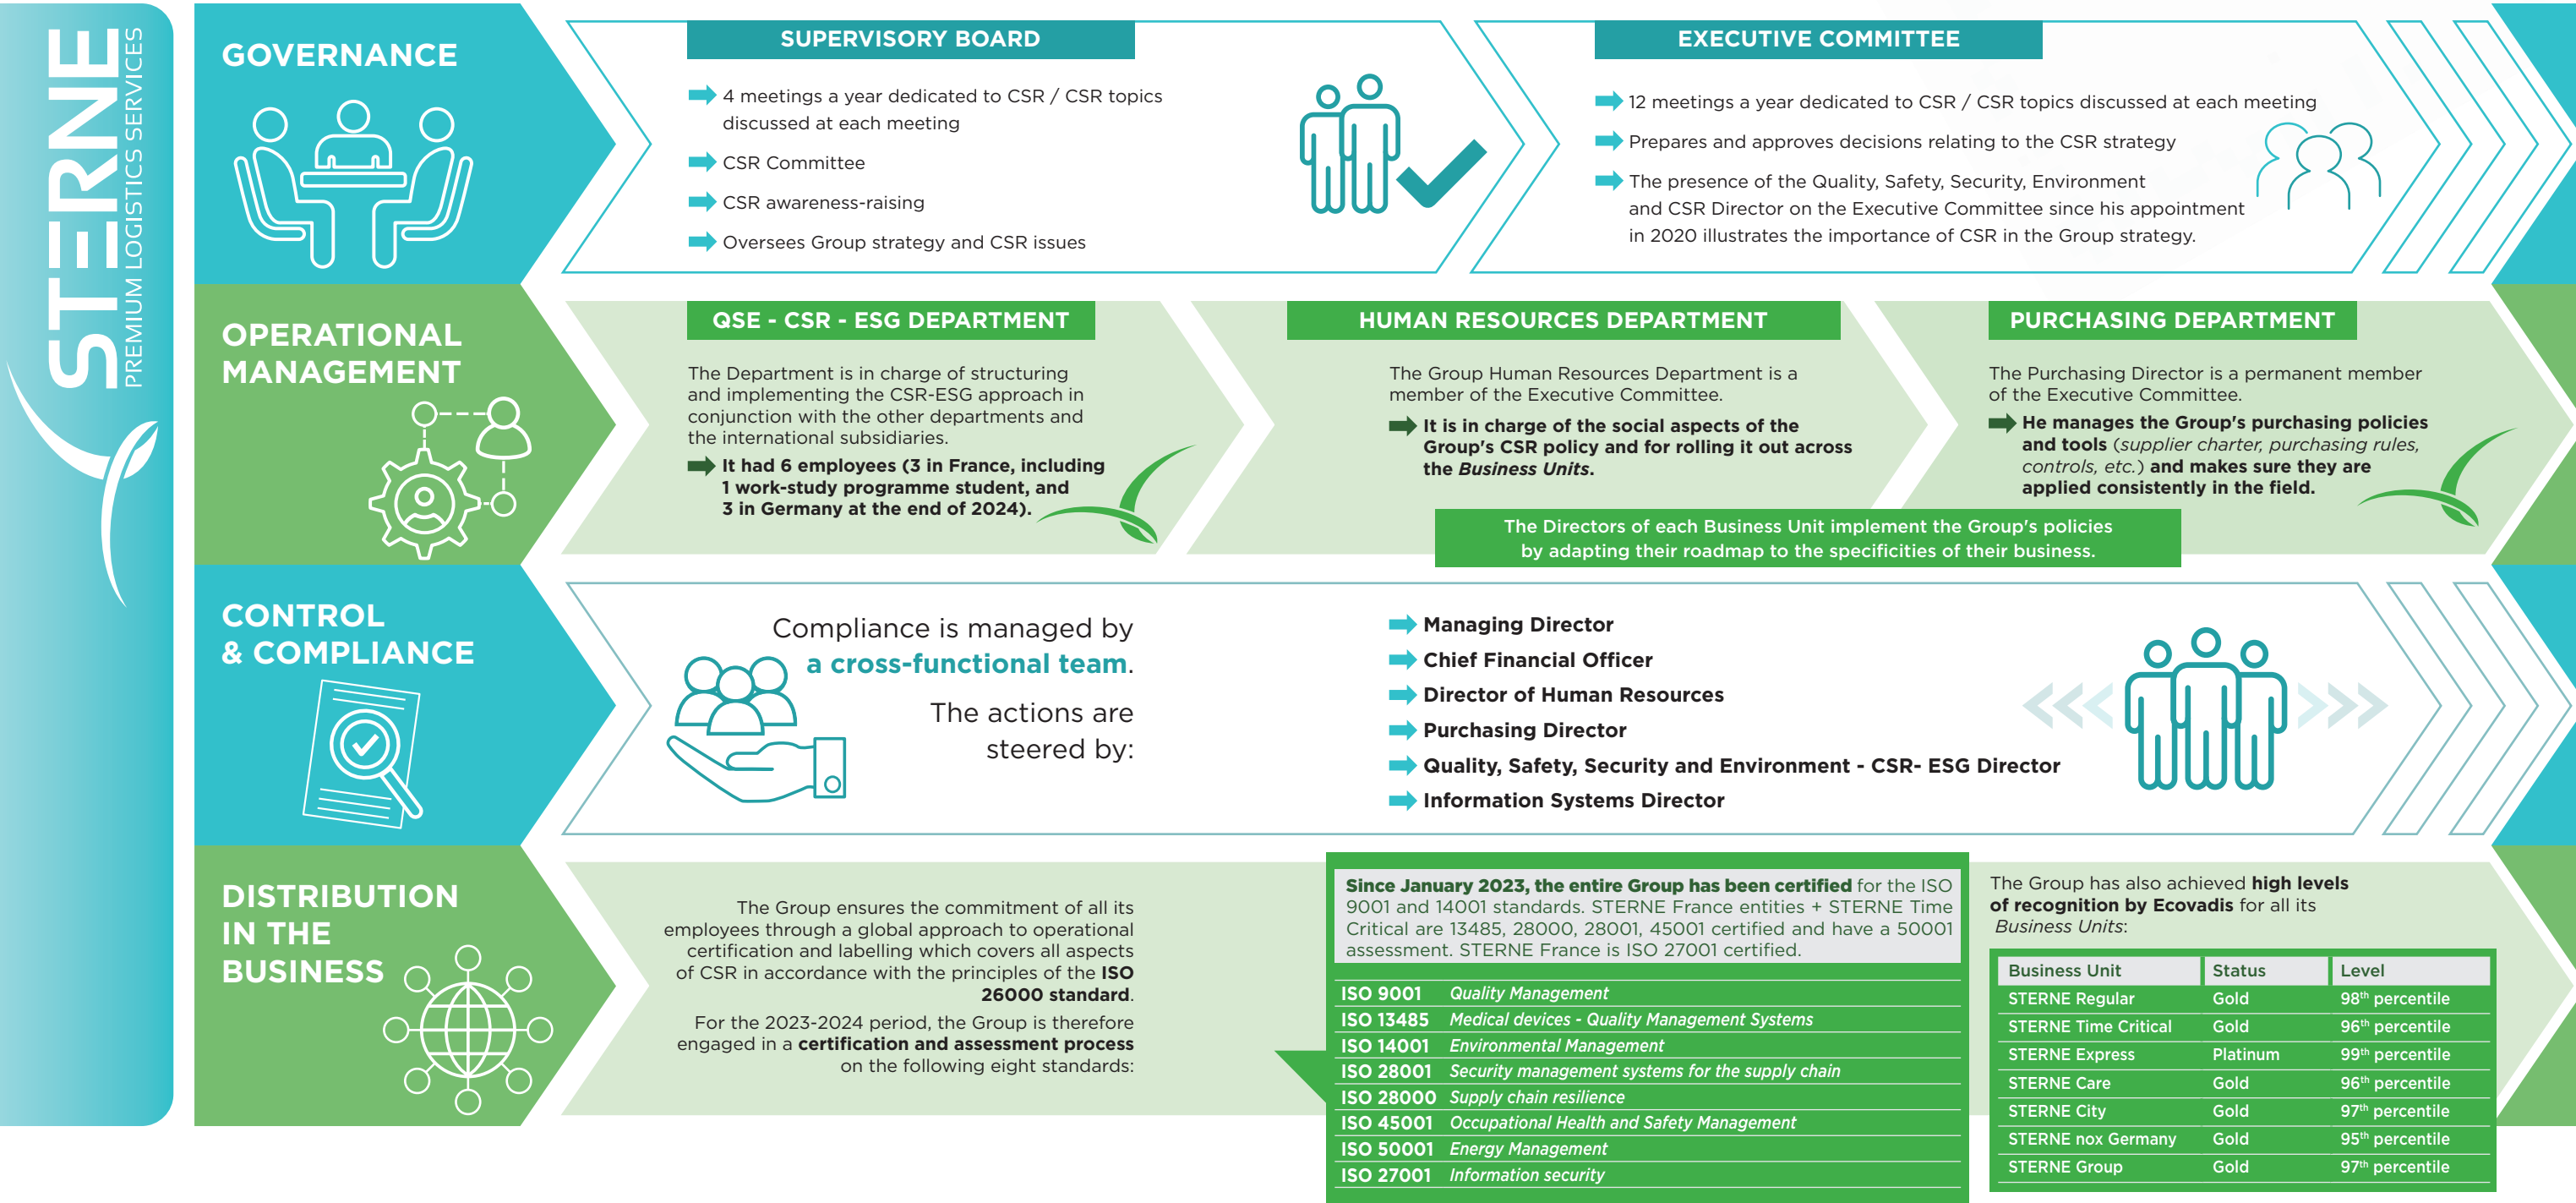 STERNE
PREMIUM LOGISTICS SERVICES
GOVERNANCE
SUPERVISORY BOARD
4 meetings a year dedicated to CSR / CSR topics
discussed at each meeting
CSR Committee
CSR awareness-raising
Oversees Group strategy and CSR issues
EXECUTIVE COMMITTEE
12 meetings a year dedicated to CSR / CSR topics discussed at each meeting
Prepares and approves decisions relating to the CSR strategy
The presence of the Quality, Safety, Security, Environment
and CSR Director on the Executive Committee since his appointment
in 2020 illustrates the importance of CSR in the Group strategy.
OPERATIONAL
MANAGEMENT
QSE - CSR - ESG DEPARTMENT
The Department is in charge of structuring
and implementing the CSR-ESG approach in
conjunction with the other departments and
the international subsidiaries.
It had 6 employees (3 in France, including
1 work-study programme student, and
3 in Germany at the end of 2024).
HUMAN RESOURCES DEPARTMENT
The Group Human Resources Department is a
member of the Executive Committee.
It is in charge of the social aspects of the
Group's CSR policy and for rolling it out across
the Business Units.
PURCHASING DEPARTMENT
The Purchasing Director is a permanent member
of the Executive Committee.
He manages the Group's purchasing policies
and tools (supplier charter, purchasing rules,
controls, etc.) and makes sure they are
applied consistently in the field.
The Directors of each Business Unit implement the Group's policies
by adapting their roadmap to the specificities of their business.
CONTROL
& COMPLIANCE
Compliance is managed by
a cross-functional team.
The actions are
steered by:
Managing Director
Chief Financial Officer
Director of Human Resources
Purchasing Director
Quality, Safety, Security and Environment - CSR- ESG Director
Information Systems Director
DISTRIBUTION
IN THE
BUSINESS
The Group ensures the commitment of all its
employees through a global approach to operational
certification and labelling which covers all aspects
of CSR in accordance with the principles of the ISO
26000 standard.
For the 2023-2024 period, the Group is therefore
engaged in a certification and assessment process
on the following eight standards:
Since January 2023, the entire Group has been certified for the ISO
9001 and 14001 standards. STERNE France entities + STERNE Time
Critical are 13485, 28000, 28001, 45001 certified and have a 50001
assessment. STERNE France is ISO 27001 certified.
ISO 9001 Quality Management
ISO 13485 Medical devices - Quality Management Systems
ISO 14001 Environmental Management
ISO 28001 Security management systems for the supply chain
ISO 28000 Supply chain resilience
ISO 45001 Occupational Health and Safety Management
ISO 50001 Energy Management
ISO 27001 Information security
The Group has also achieved high levels
of recognition by Ecovadis for all its
Business Units:
Business Unit Status Level
STERNE Regular Gold 98th percentile
STERNE Time Critical Gold 96th percentile
STERNE Express Platinum 99th percentile
STERNE Care Gold 96th percentile
STERNE City Gold 97th percentile
STERNE nox Germany Gold 95th percentile
STERNE Group Gold 97th percentile